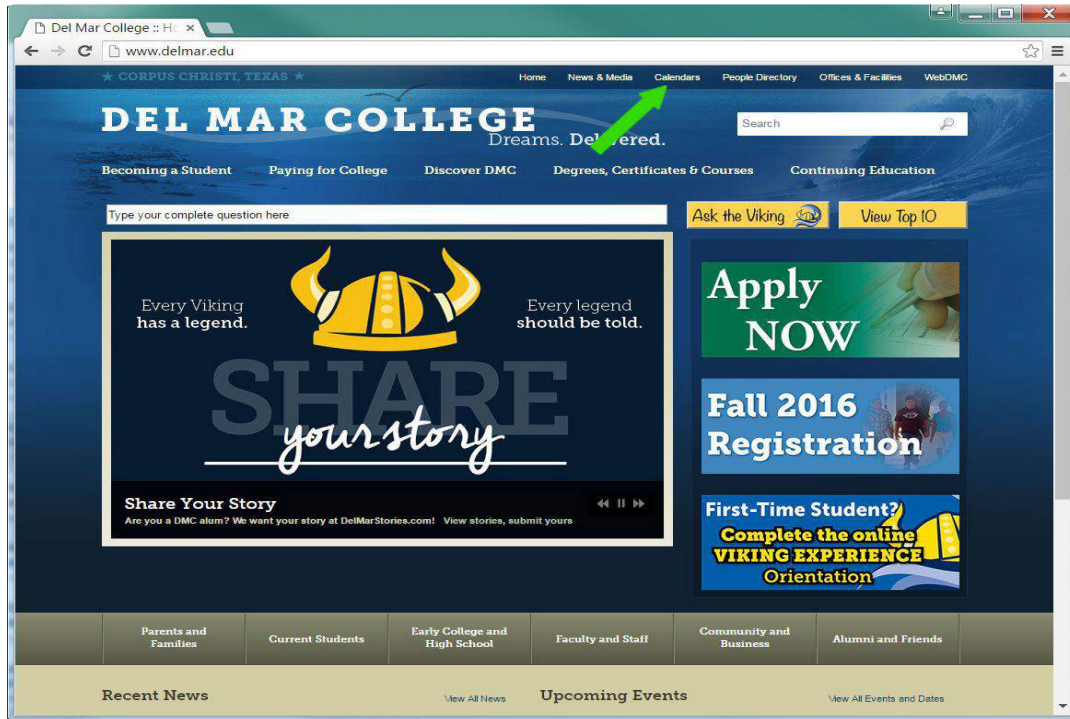 Del Mar College :: Ho
www.delmar.edu
★ CORPUS CHRISTI, TEXAS ★
Home News & Media Calendars People Directory Offices & Facilities WebDMC
DEL MAR COLLEGE
Dreams. Delivered.
Search
Becoming a Student Paying for College Discover DMC Degrees, Certificates & Courses Continuing Education
Type your complete question here
Ask the Viking
View Top 10
Every Viking
has a legend.
Every legend
should be told.
SHARE
your story
Share Your Story
Are you a DMC alum? We want your story at DelMarStories.com! View stories, submit yours
Apply
NOW
Fall 2016
Registration
First-Time Student?
Complete the online
VIKING EXPERIENCE
Orientation
Parents and
Families
Current Students
Early College and
High School
Faculty and Staff
Community and
Business
Alumni and Friends
Recent News
View All News
Upcoming Events
View All Events and Dates